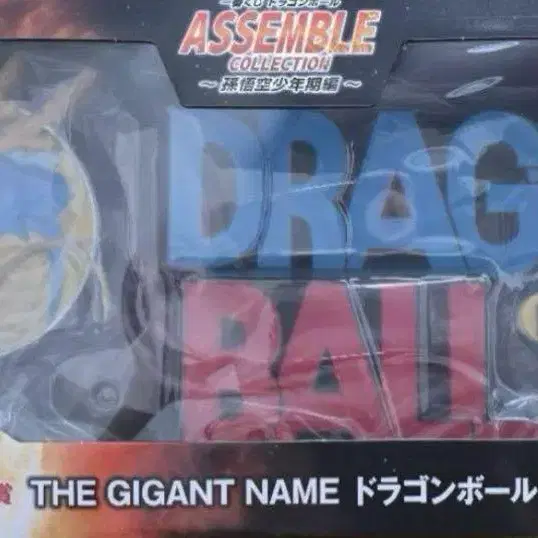 一番くじ ドラゴンボール
ASSEMBLE
COLLECTION
～ 孫悟空少年期編 ～
DRAG
BALL
賞 THE GIGANT NAME ドラゴンボール